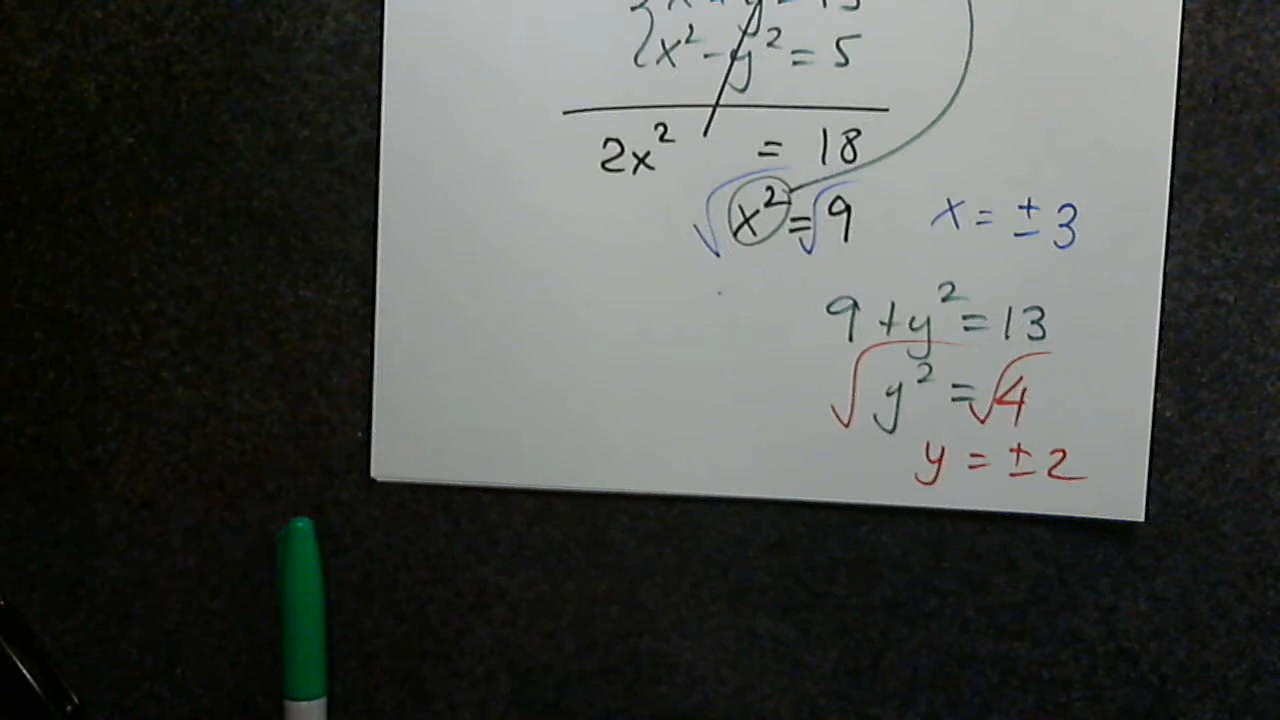 x² - y² = 5
2x² = 18
√x² = √9 x = ± 3
9 + y² = 13
√y² = √4
y = ± 2